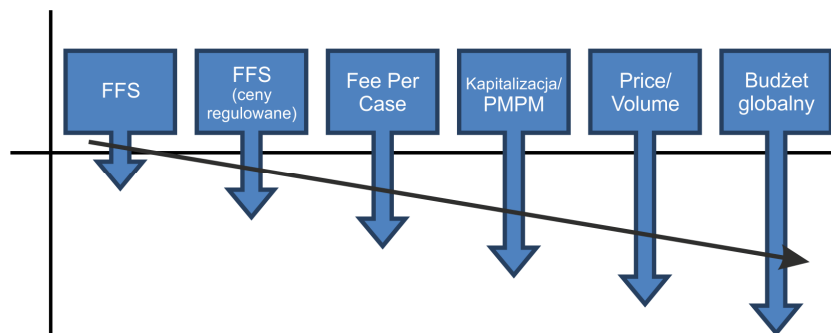 FFS
FFS
(ceny
regulowane)
Fee Per
Case
Kapitalizacja/
PMPM
Price/
Volume
Budżet
globalny